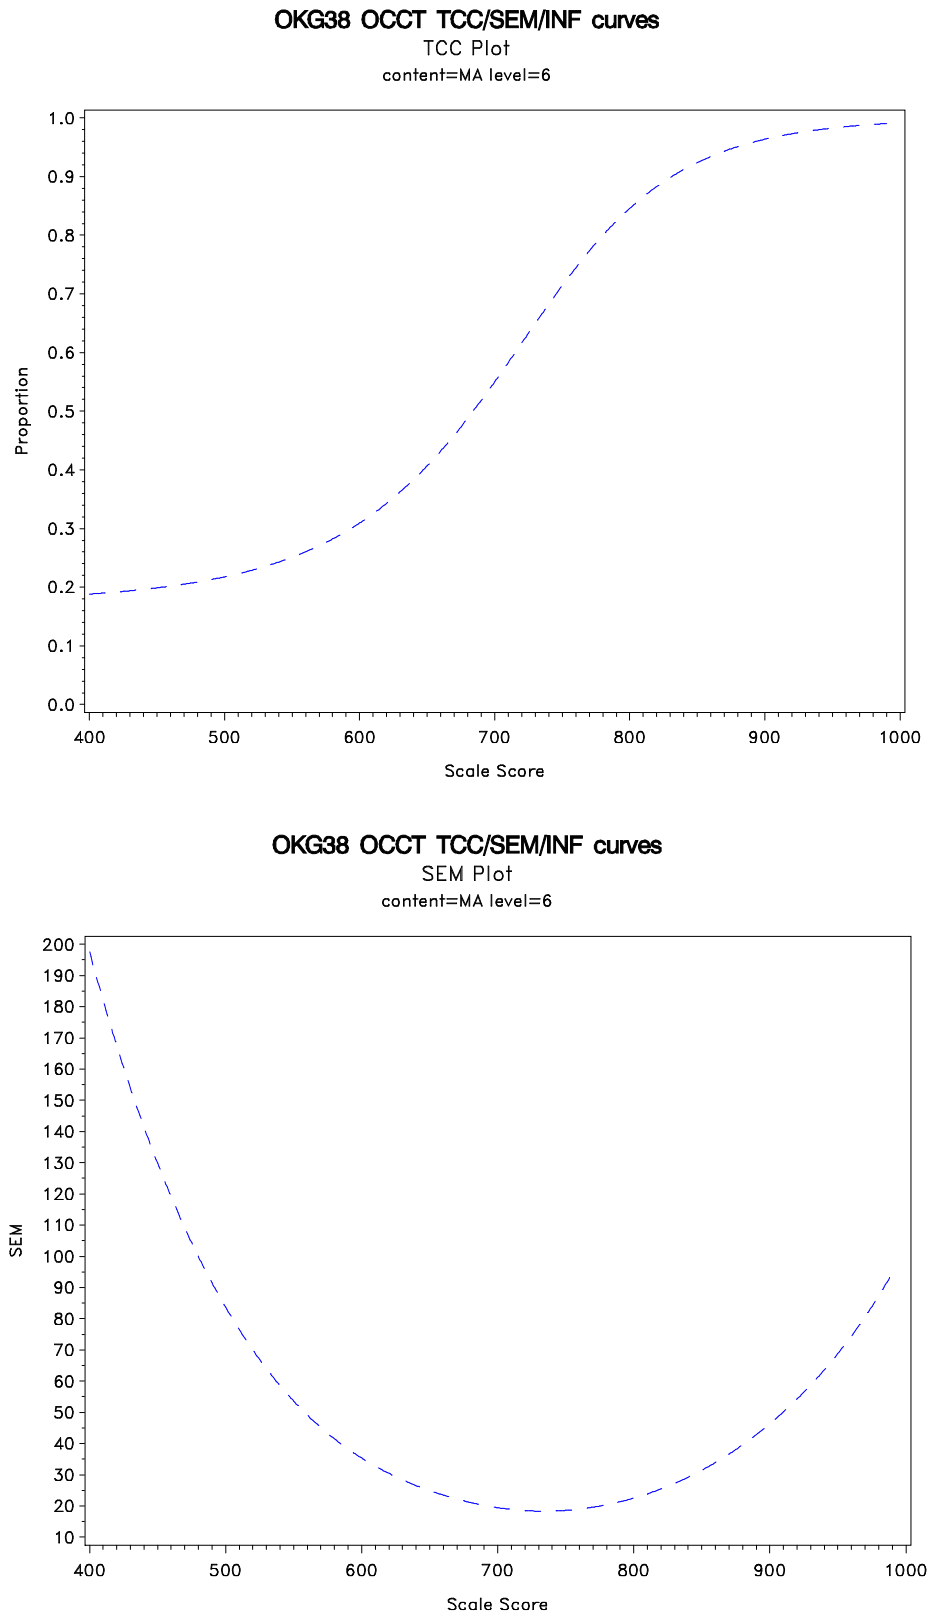 OKG38 OCCT TCC/SEM/INF curves
TCC Plot
content=MA level=6
1.0
0.9
0.8
0.7
0.6
0.5
0.4
0.3
0.2
0.1
0.0
Proportion
400 500 600 700 800 900 1000
Scale Score
OKG38 OCCT TCC/SEM/INF curves
SEM Plot
content=MA level=6
200
190
180
170
160
150
140
130
120
110
100
90
80
70
60
50
40
30
20
10
SEM
400 500 600 700 800 900 1000
Scale Score